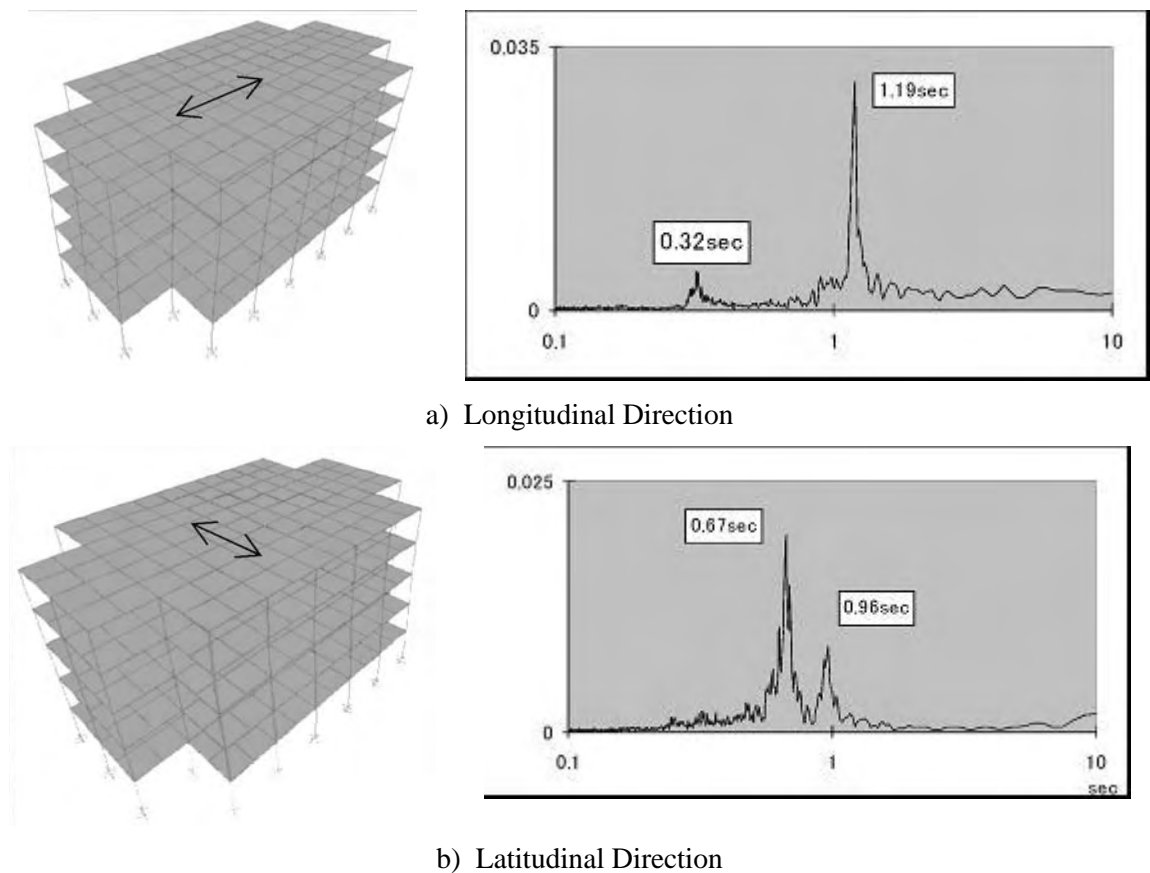 0.035
1.19sec
0.32sec
0
0.1 1 10
a) Longitudinal Direction
0.025
0.67sec
0.96sec
0
0.1 1 10
sec
b) Latitudinal Direction